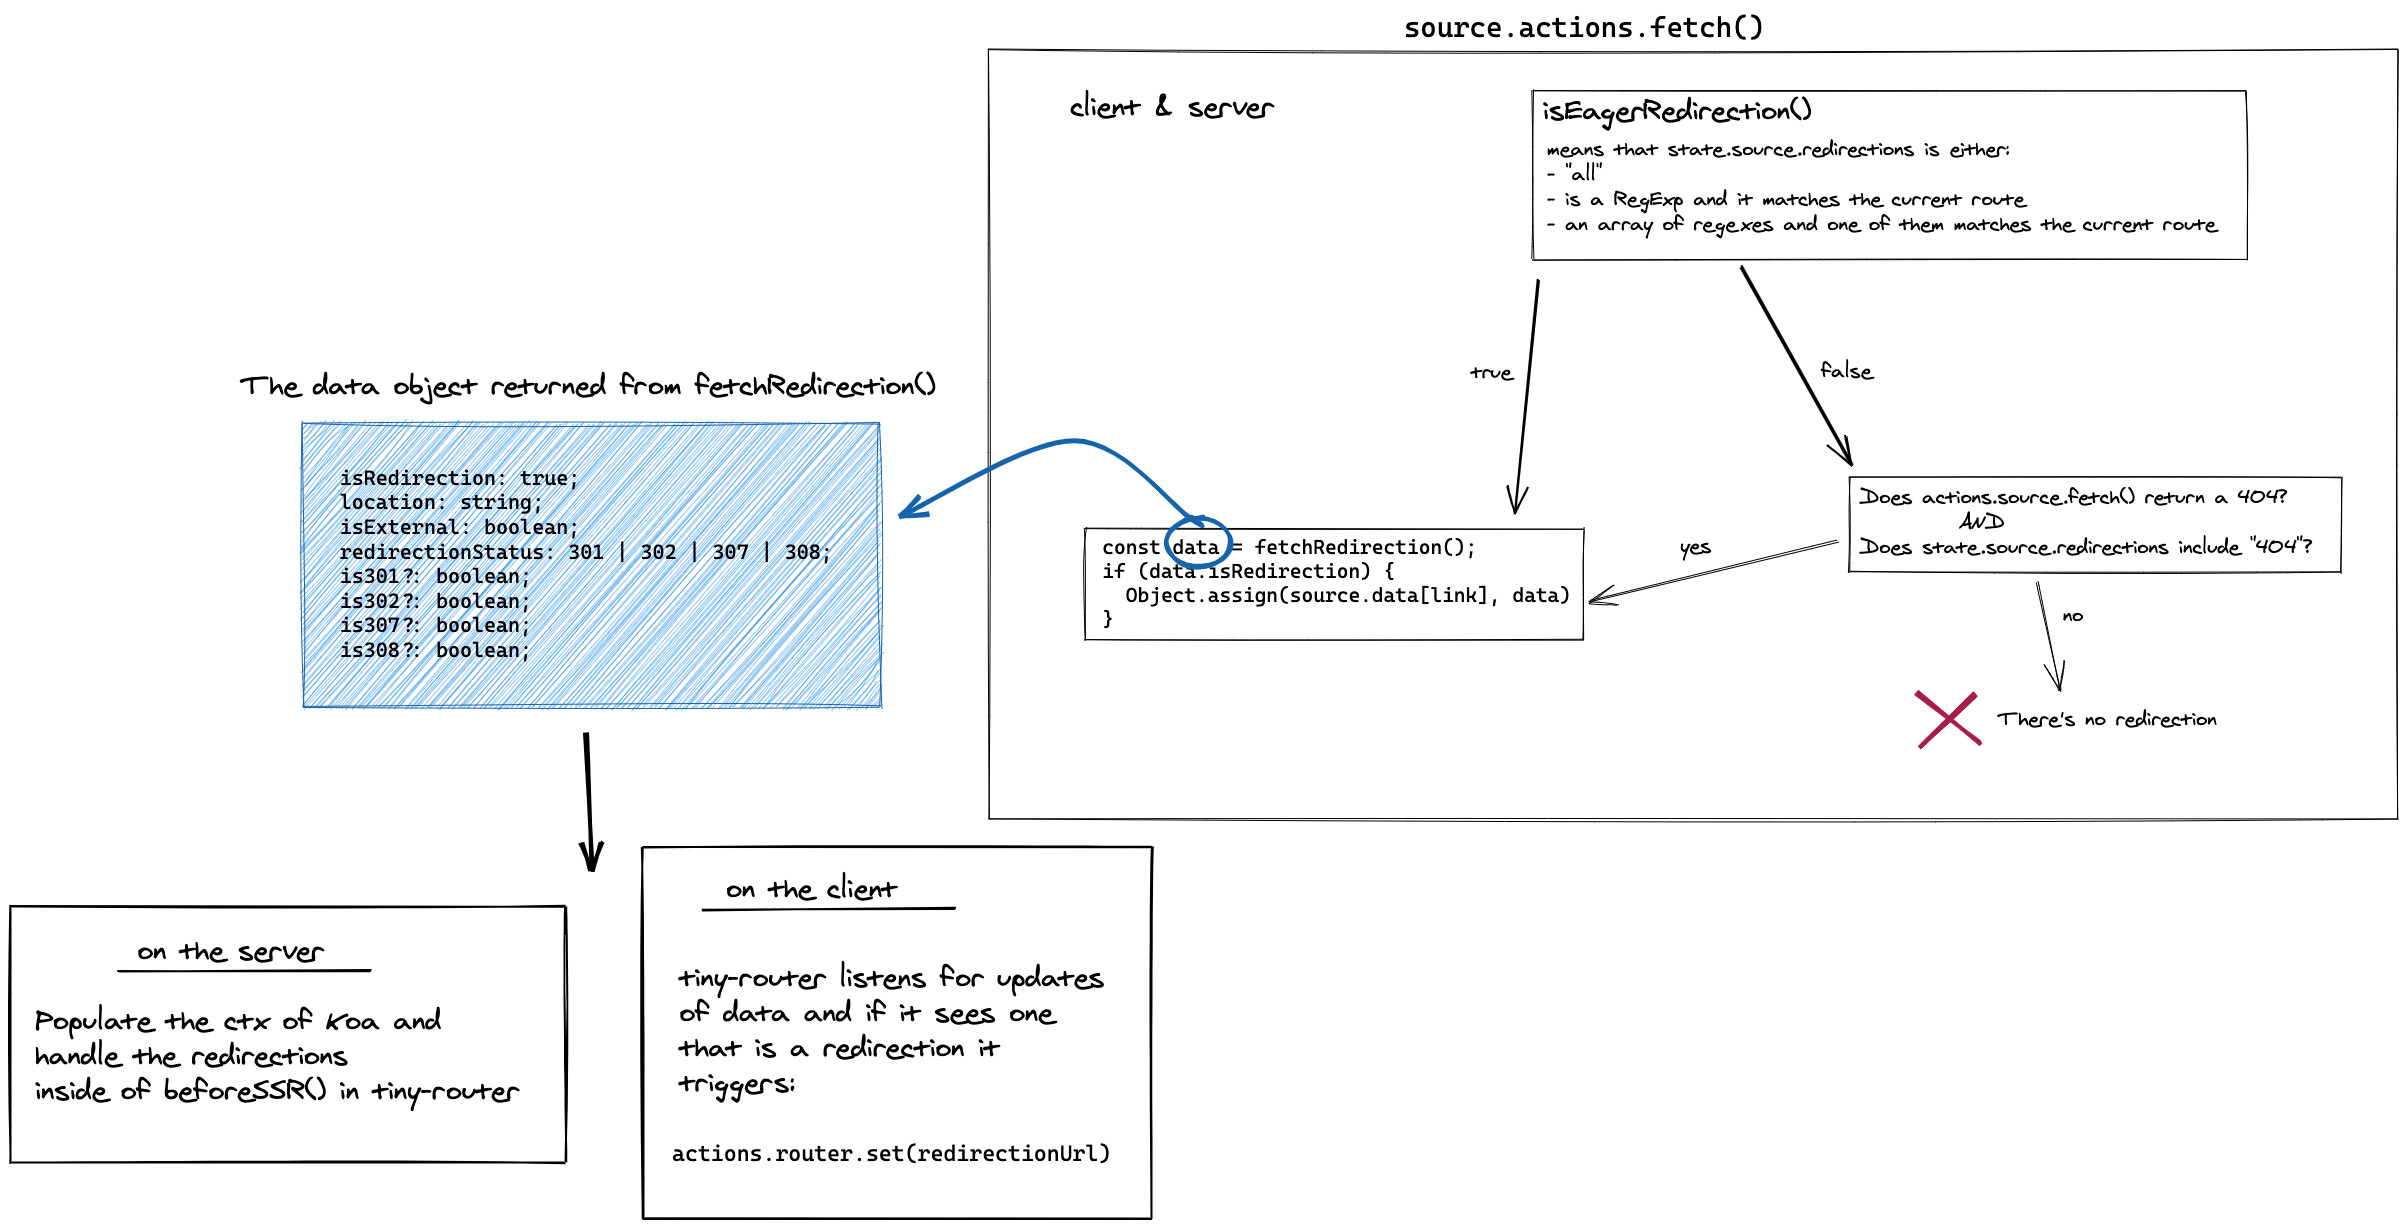 source.actions.fetch()
client & server
isEagerRedirection()
means that state.source.redirections is either:
- "all"
- is a RegExp and it matches the current route
- an array of regexes and one of them matches the current route
true
false
The data object returned from fetchRedirection()
isRedirection: true;
location: string;
isExternal: boolean;
redirectionStatus: 301 | 302 | 307 | 308;
is301?: boolean;
is302?: boolean;
is307?: boolean;
is308?: boolean;
const data = fetchRedirection();
if (data.isRedirection) {
  Object.assign(source.data[link], data)
}
yes
Does actions.source.fetch() return a 404?
AND
Does state.source.redirections include "404"?
no
There's no redirection
on the server
Populate the ctx of Koa and
handle the redirections
inside of beforeSSR() in tiny-router
on the client
tiny-router listens for updates
of data and if it sees one
that is a redirection it
triggers:
actions.router.set(redirectionUrl)